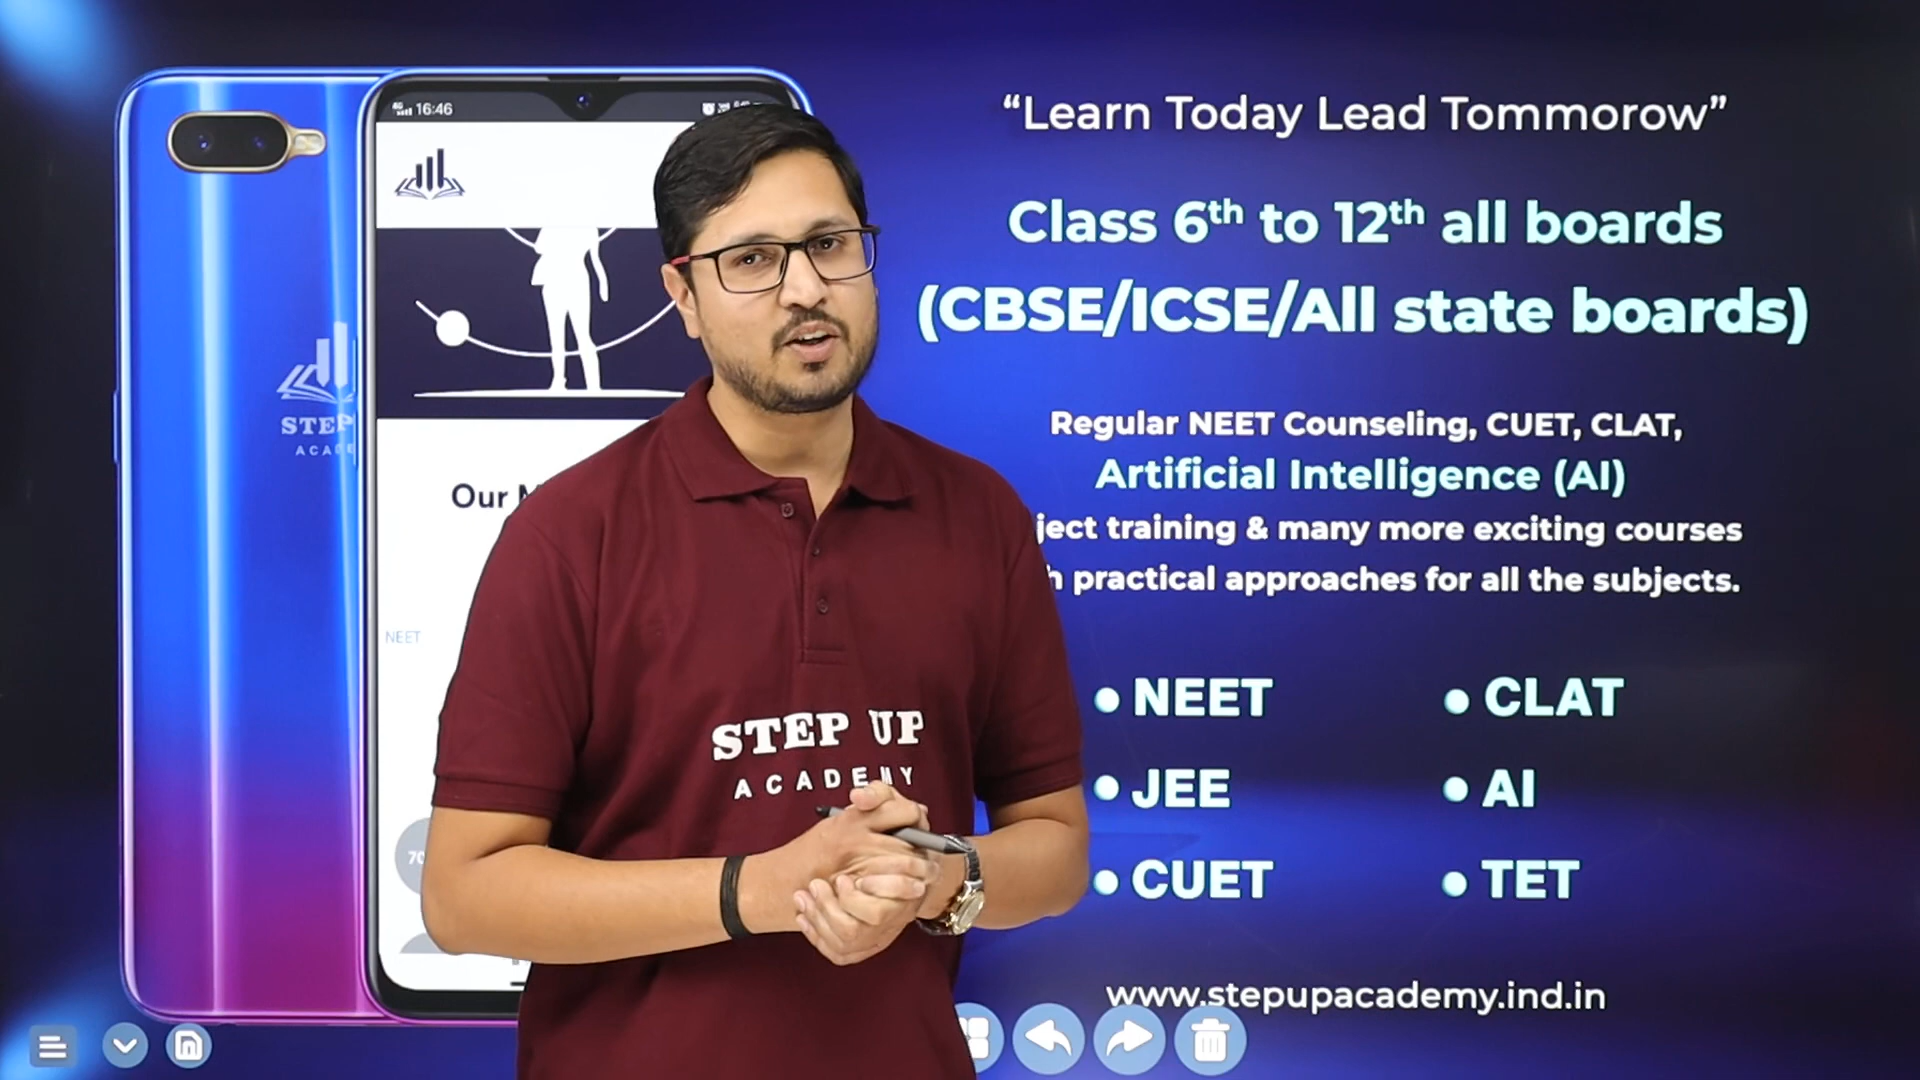 16:46
STEP
ACADE
Our
NEET
STEP UP
ACADEMY
“Learn Today Lead Tommorow”
Class 6th to 12th all boards
(CBSE/ICSE/All state boards)
Regular NEET Counseling, CUET, CLAT,
Artificial Intelligence (AI)
ject training & many more exciting courses
h practical approaches for all the subjects.
• NEET
• CLAT
• JEE
• AI
• CUET
• TET
www.stepupacademy.ind.in